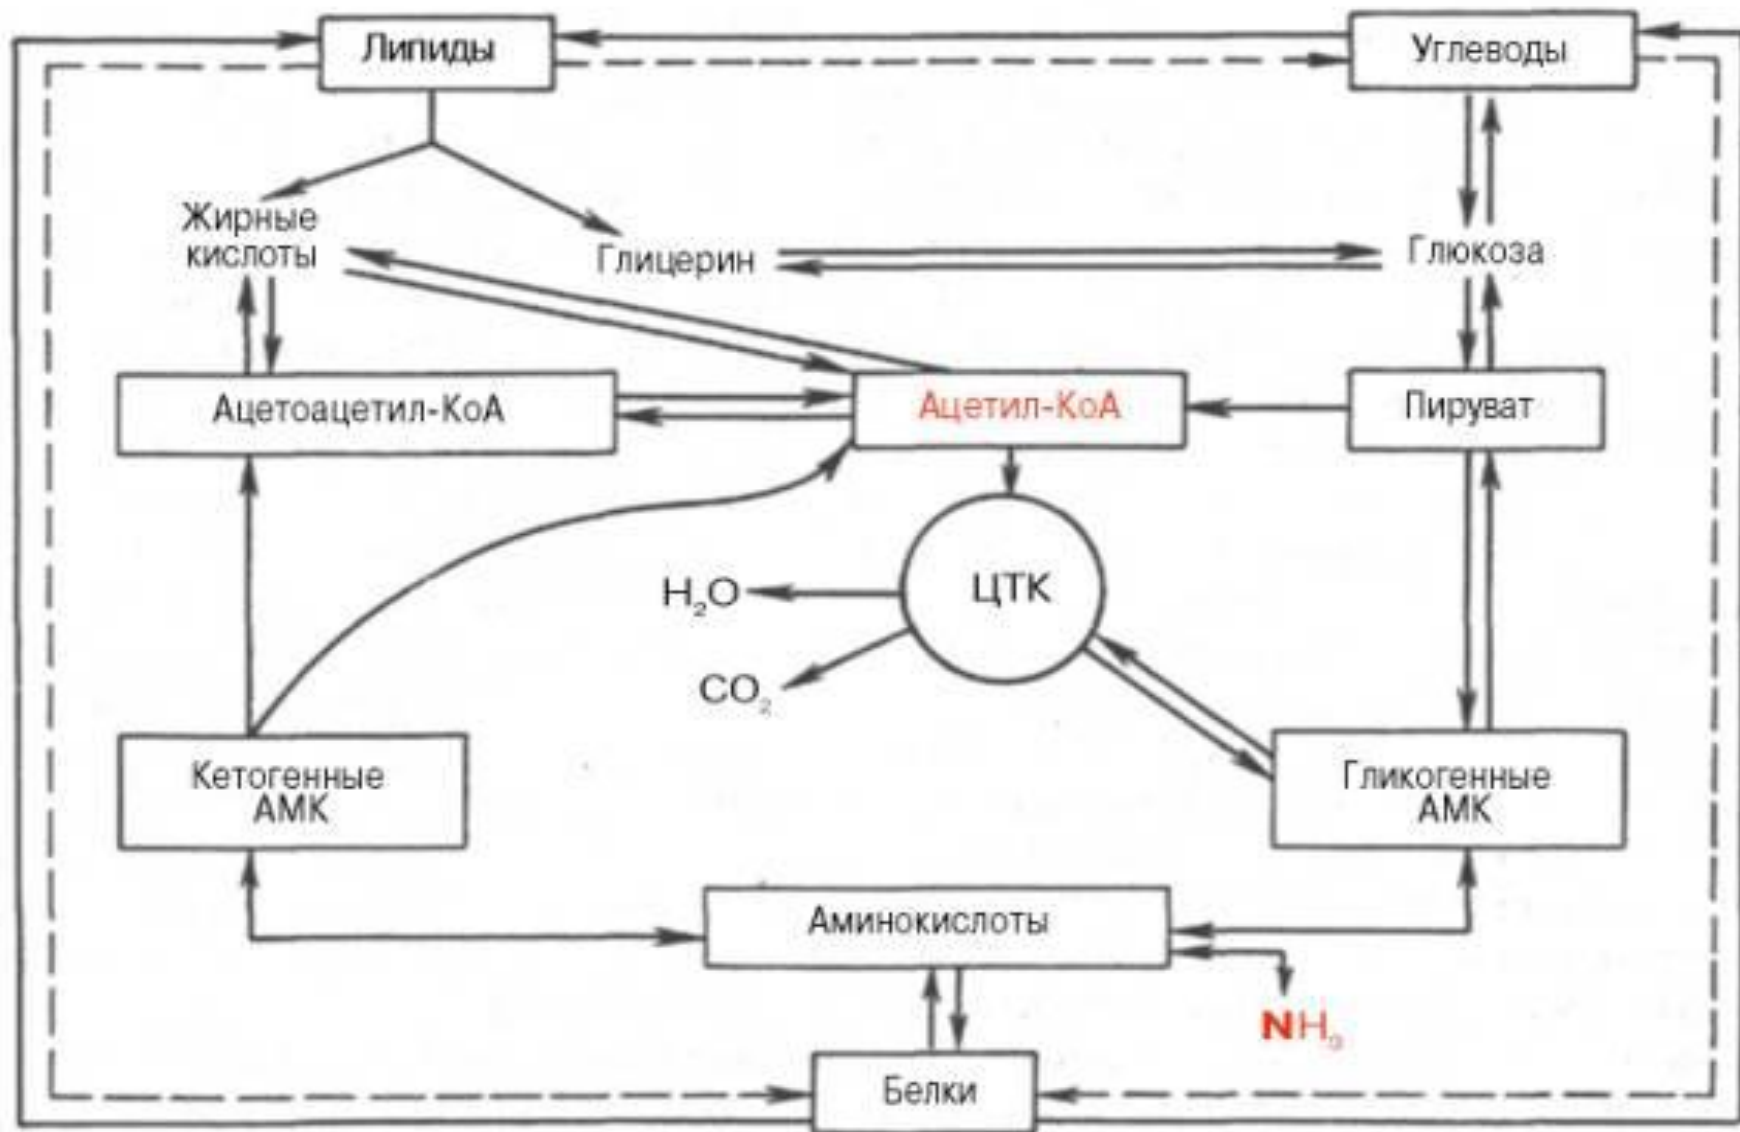 Липиды
Углеводы
Жирные
кислоты
Глицерин
Глюкоза
Ацетоацетил-КоА
Ацетил-КоА
Пируват
ЦТК
H₂O
CO₂
Кетогенные
АМК
Гликогенные
АМК
Аминокислоты
NH₃
Белки